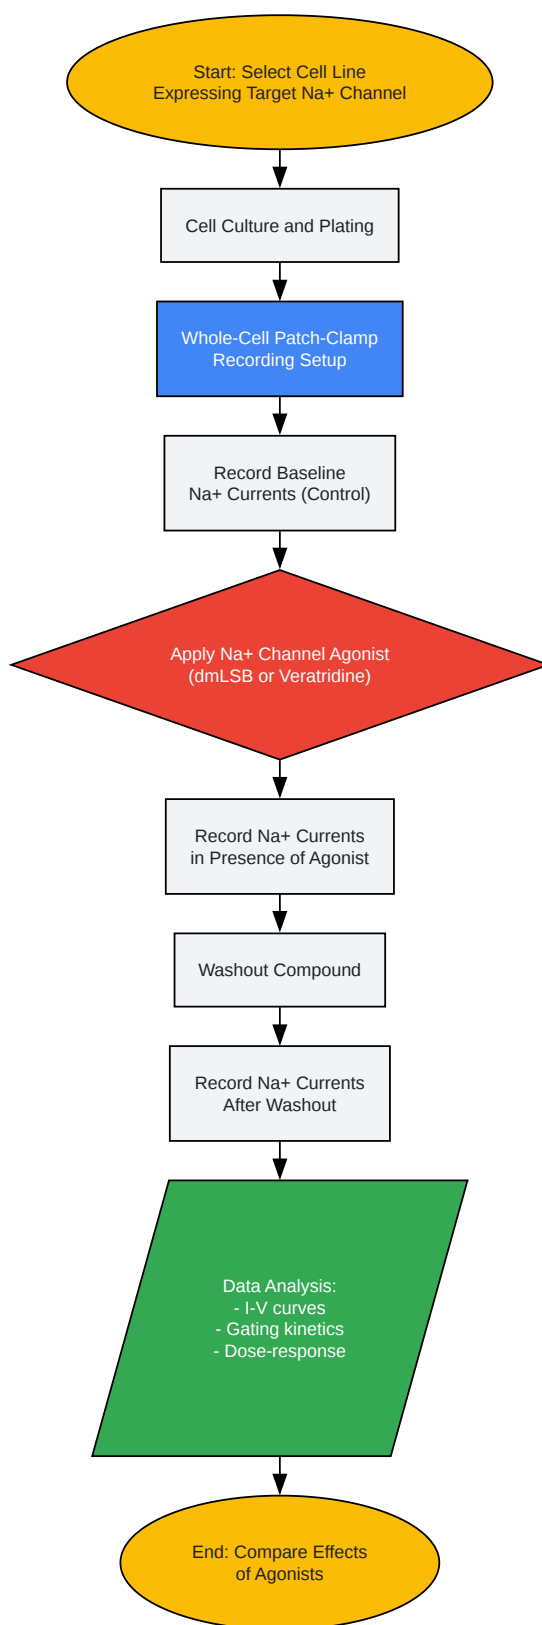 Start: Select Cell Line
Expressing Target Na+ Channel
Cell Culture and Plating
Whole-Cell Patch-Clamp
Recording Setup
Record Baseline
Na+ Currents (Control)
Apply Na+ Channel Agonist
(dmLSB or Veratridine)
Record Na+ Currents
in Presence of Agonist
Washout Compound
Record Na+ Currents
After Washout
Data Analysis:
- I-V curves
- Gating kinetics
- Dose-response
End: Compare Effects
of Agonists